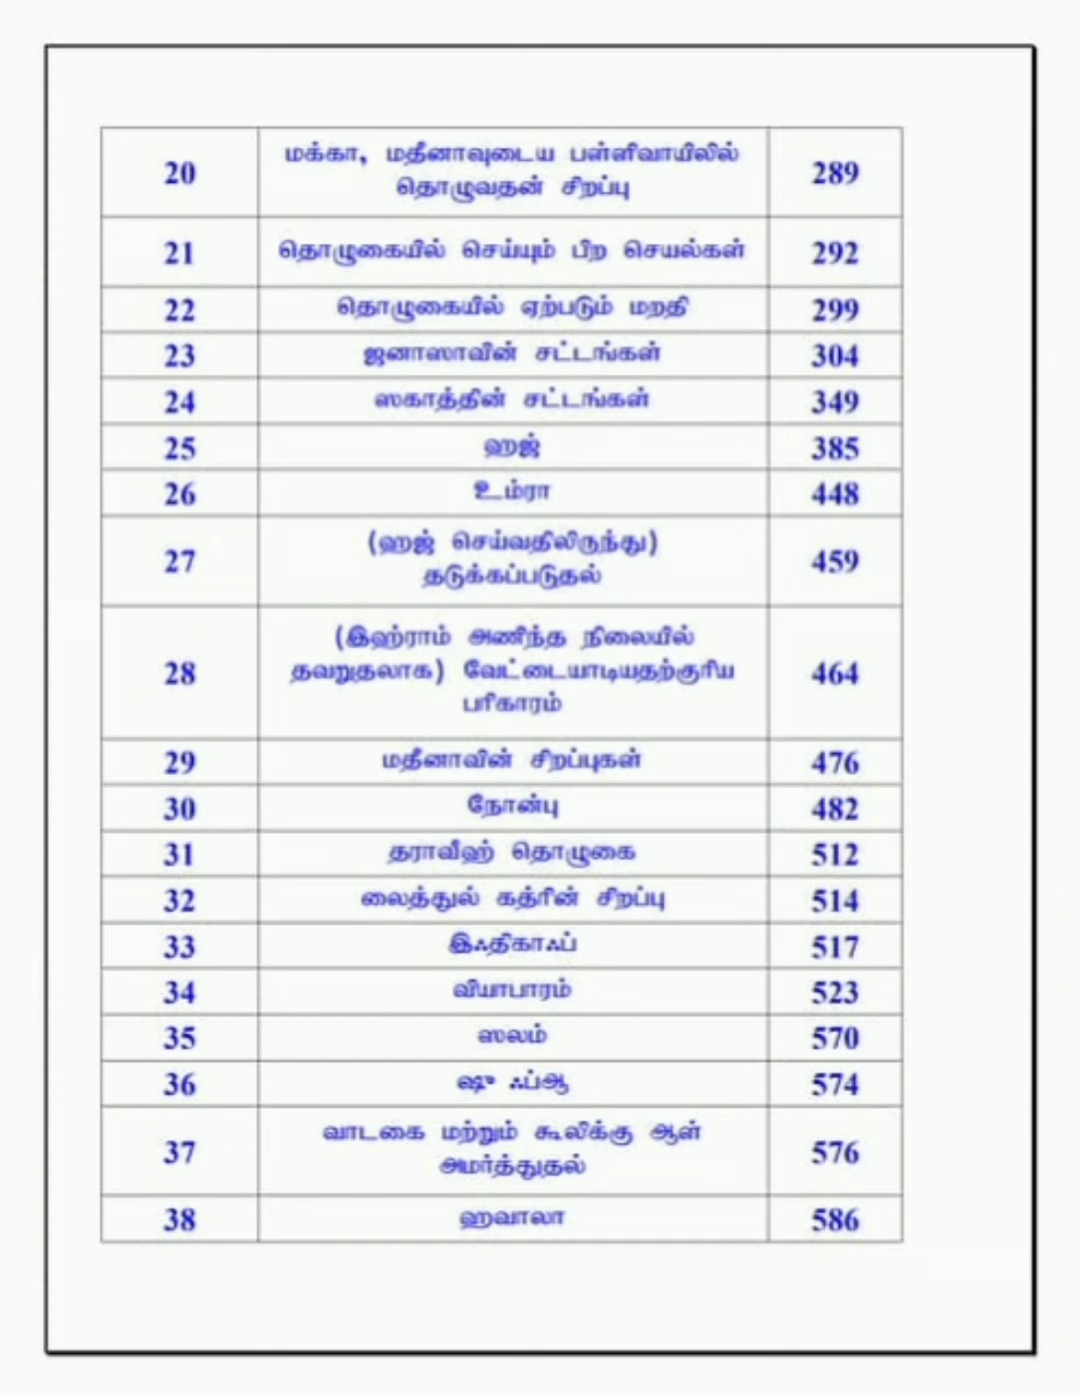 20 மக்கா, மதீனாவுடைய பள்ளிவாயிலில் 289
தொழுவதன் சிறப்பு
21 தொழுகையில் செய்யும் பிற செயல்கள் 292
22 தொழுகையில் ஏற்படும் மறதி 299
23 ஜனாஸாவின் சட்டங்கள் 304
24 ஸகாத்தின் சட்டங்கள் 349
25 ஹஜ் 385
26 உம்ரா 448
27 (ஹஜ் செய்வதிலிருந்து) 459
தடுக்கப்படுதல்
28 (இஹ்ராம் அணிந்த நிலையில் 464
தவறுதலாக) வேட்டையாடியதற்குரிய
பரிகாரம்
29 மதீனாவின் சிறப்புகள் 476
30 நோன்பு 482
31 தராவீஹ் தொழுகை 512
32 லைத்துல் கத்ரின் சிறப்பு 514
33 இஃதிகாஃப் 517
34 வியாபாரம் 523
35 ஸலம் 570
36 ஷு ஃப்ஆ 574
37 வாடகை மற்றும் கூலிக்கு ஆள் 576
அமர்த்துதல்
38 ஹவாலா 586